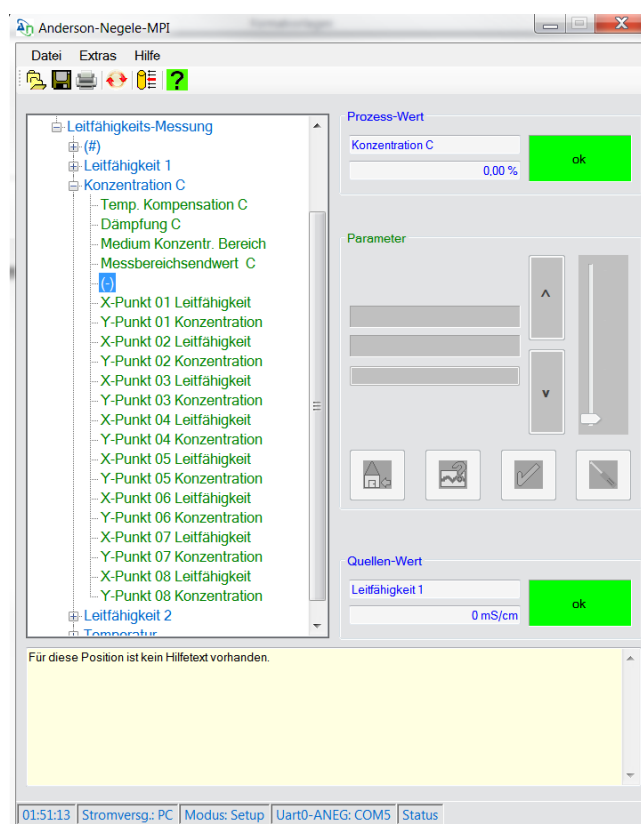 Anderson-Negele-MPI
Datei Extras Hilfe
?
Leitfähigkeits-Messung
(#)
Leitfähigkeit 1
Konzentration C
Temp. Kompensation C
Dämpfung C
Medium Konzentr. Bereich
Messbereichsendwert C
(-)
X-Punkt 01 Leitfähigkeit
Y-Punkt 01 Konzentration
X-Punkt 02 Leitfähigkeit
Y-Punkt 02 Konzentration
X-Punkt 03 Leitfähigkeit
Y-Punkt 03 Konzentration
X-Punkt 04 Leitfähigkeit
Y-Punkt 04 Konzentration
X-Punkt 05 Leitfähigkeit
Y-Punkt 05 Konzentration
X-Punkt 06 Leitfähigkeit
Y-Punkt 06 Konzentration
X-Punkt 07 Leitfähigkeit
Y-Punkt 07 Konzentration
X-Punkt 08 Leitfähigkeit
Y-Punkt 08 Konzentration
Leitfähigkeit 2
Temperatur
Prozess-Wert
Konzentration C
0,00 %
ok
Parameter
Quellen-Wert
Leitfähigkeit 1
0 mS/cm
ok
Für diese Position ist kein Hilfetext vorhanden.
01:51:13 Stromversg.: PC Modus: Setup Uart0-ANEG: COM5 Status